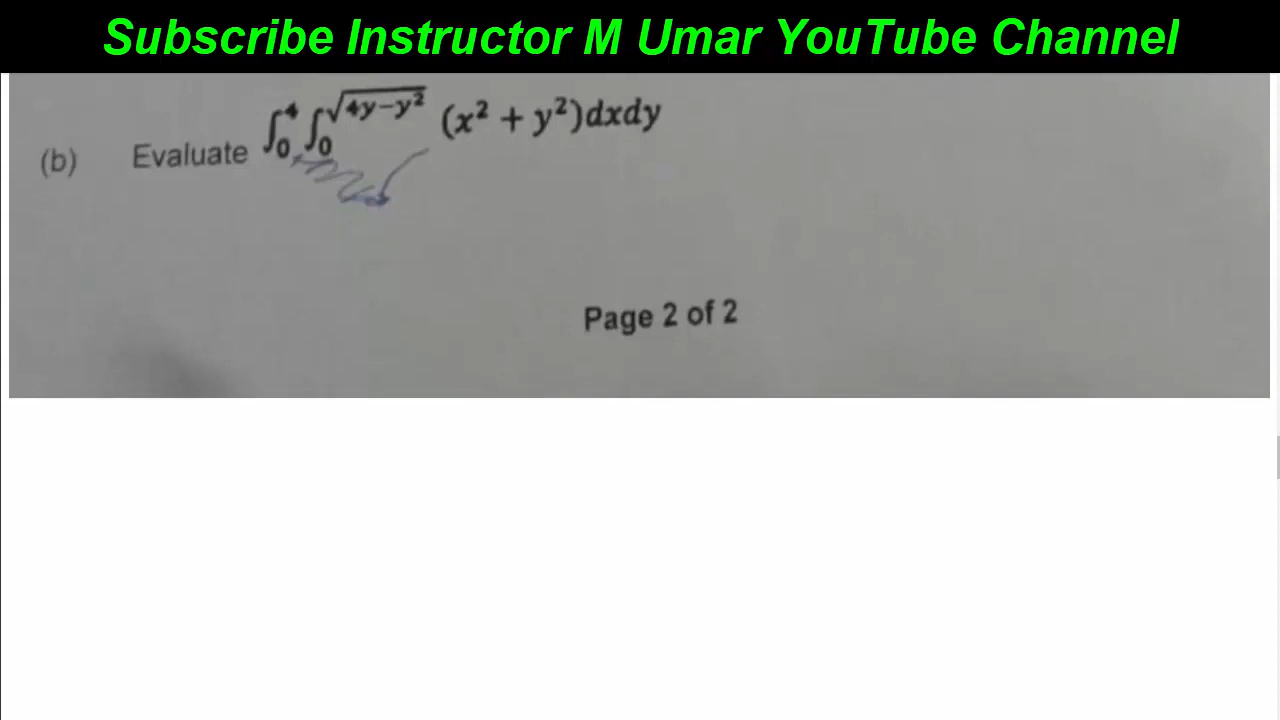 Subscribe Instructor M Umar YouTube Channel
(b) Evaluate ∫₀⁴ ∫₀^√(4y−y²) (x² + y²)dxdy
Page 2 of 2